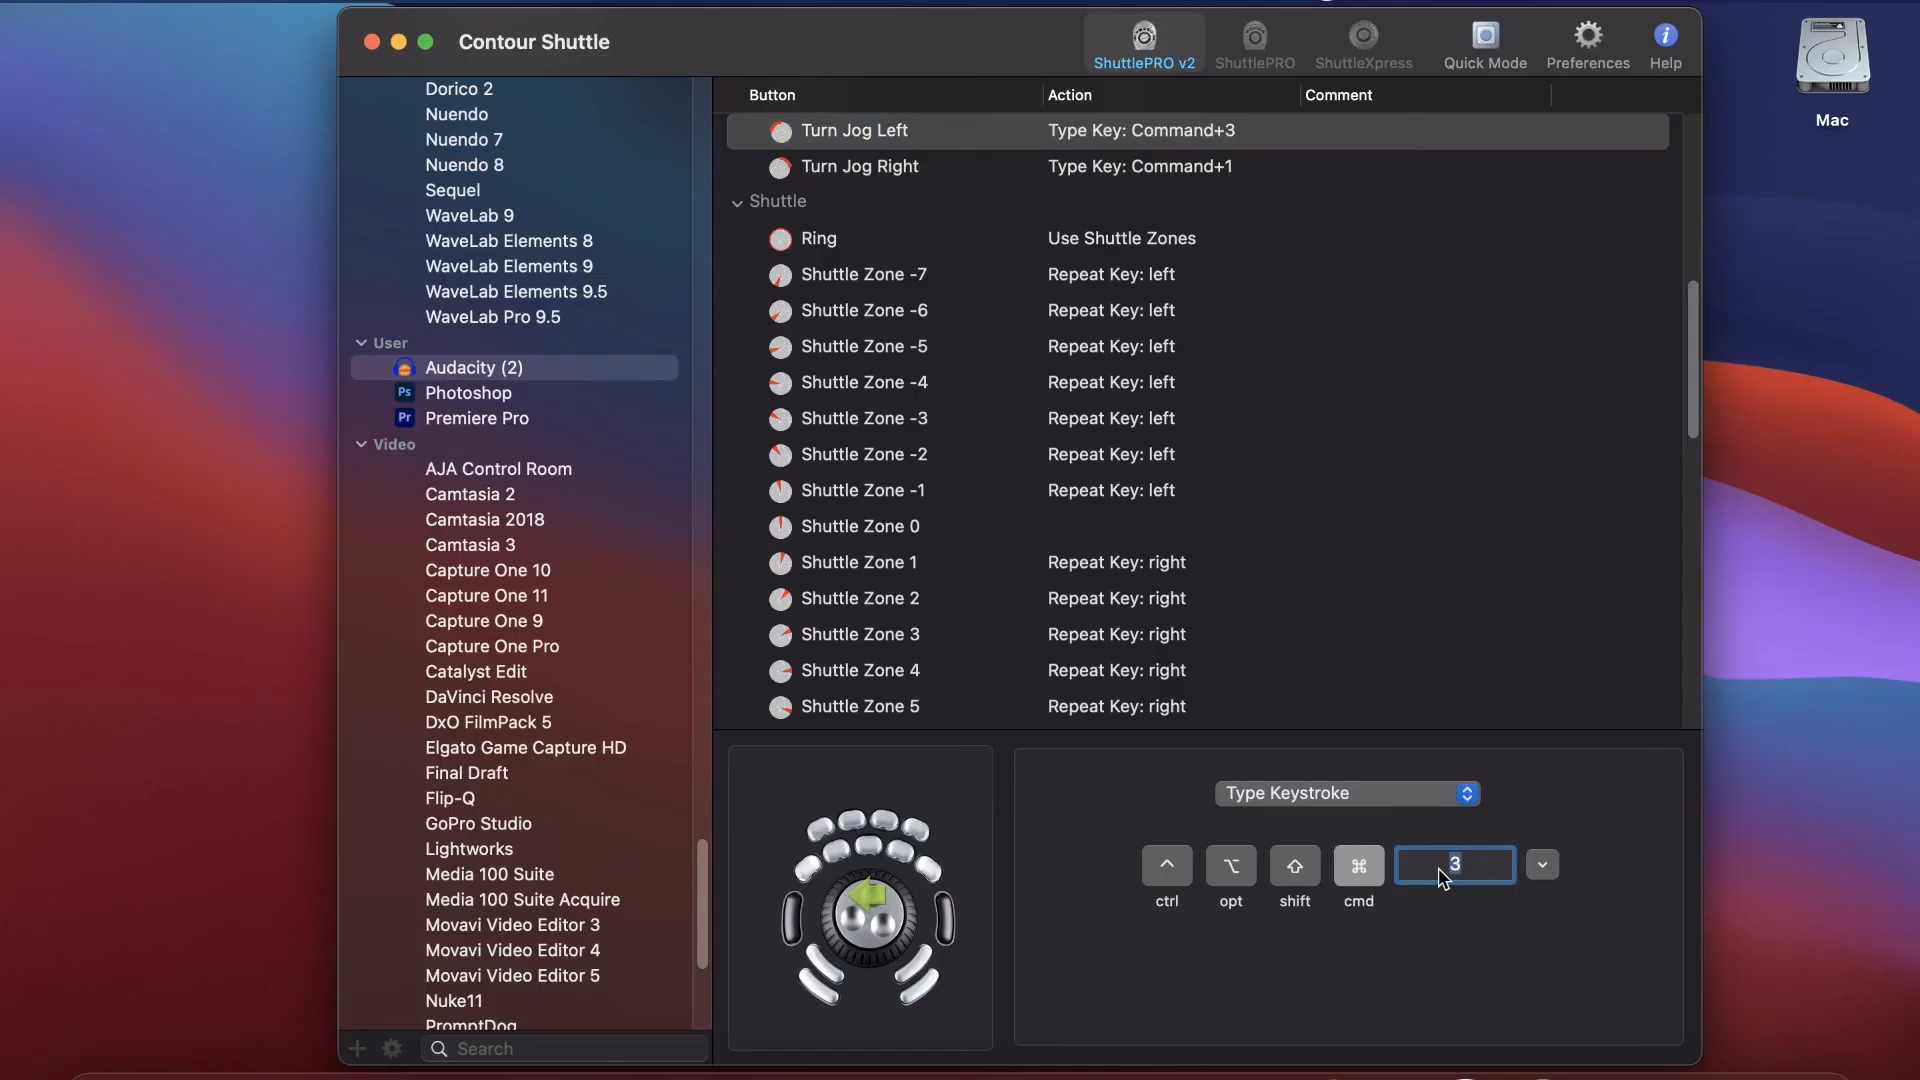 Contour Shuttle
ShuttlePRO v2
ShuttlePRO
ShuttleXpress
Quick Mode
Preferences
i
Help
Mac
Dorico 2
Nuendo
Nuendo 7
Nuendo 8
Sequel
WaveLab 9
WaveLab Elements 8
WaveLab Elements 9
WaveLab Elements 9.5
WaveLab Pro 9.5
User
Audacity (2)
Ps Photoshop
Pr Premiere Pro
Video
AJA Control Room
Camtasia 2
Camtasia 2018
Camtasia 3
Capture One 10
Capture One 11
Capture One 9
Capture One Pro
Catalyst Edit
DaVinci Resolve
DxO FilmPack 5
Elgato Game Capture HD
Final Draft
Flip-Q
GoPro Studio
Lightworks
Media 100 Suite
Media 100 Suite Acquire
Movavi Video Editor 3
Movavi Video Editor 4
Movavi Video Editor 5
Nuke11
PromptDog
Search
Button Action Comment
Turn Jog Left Type Key: Command+3
Turn Jog Right Type Key: Command+1
Shuttle
Ring Use Shuttle Zones
Shuttle Zone -7 Repeat Key: left
Shuttle Zone -6 Repeat Key: left
Shuttle Zone -5 Repeat Key: left
Shuttle Zone -4 Repeat Key: left
Shuttle Zone -3 Repeat Key: left
Shuttle Zone -2 Repeat Key: left
Shuttle Zone -1 Repeat Key: left
Shuttle Zone 0
Shuttle Zone 1 Repeat Key: right
Shuttle Zone 2 Repeat Key: right
Shuttle Zone 3 Repeat Key: right
Shuttle Zone 4 Repeat Key: right
Shuttle Zone 5 Repeat Key: right
Type Keystroke
⌃ ⌥ ⇧ ⌘ 3
ctrl opt shift cmd